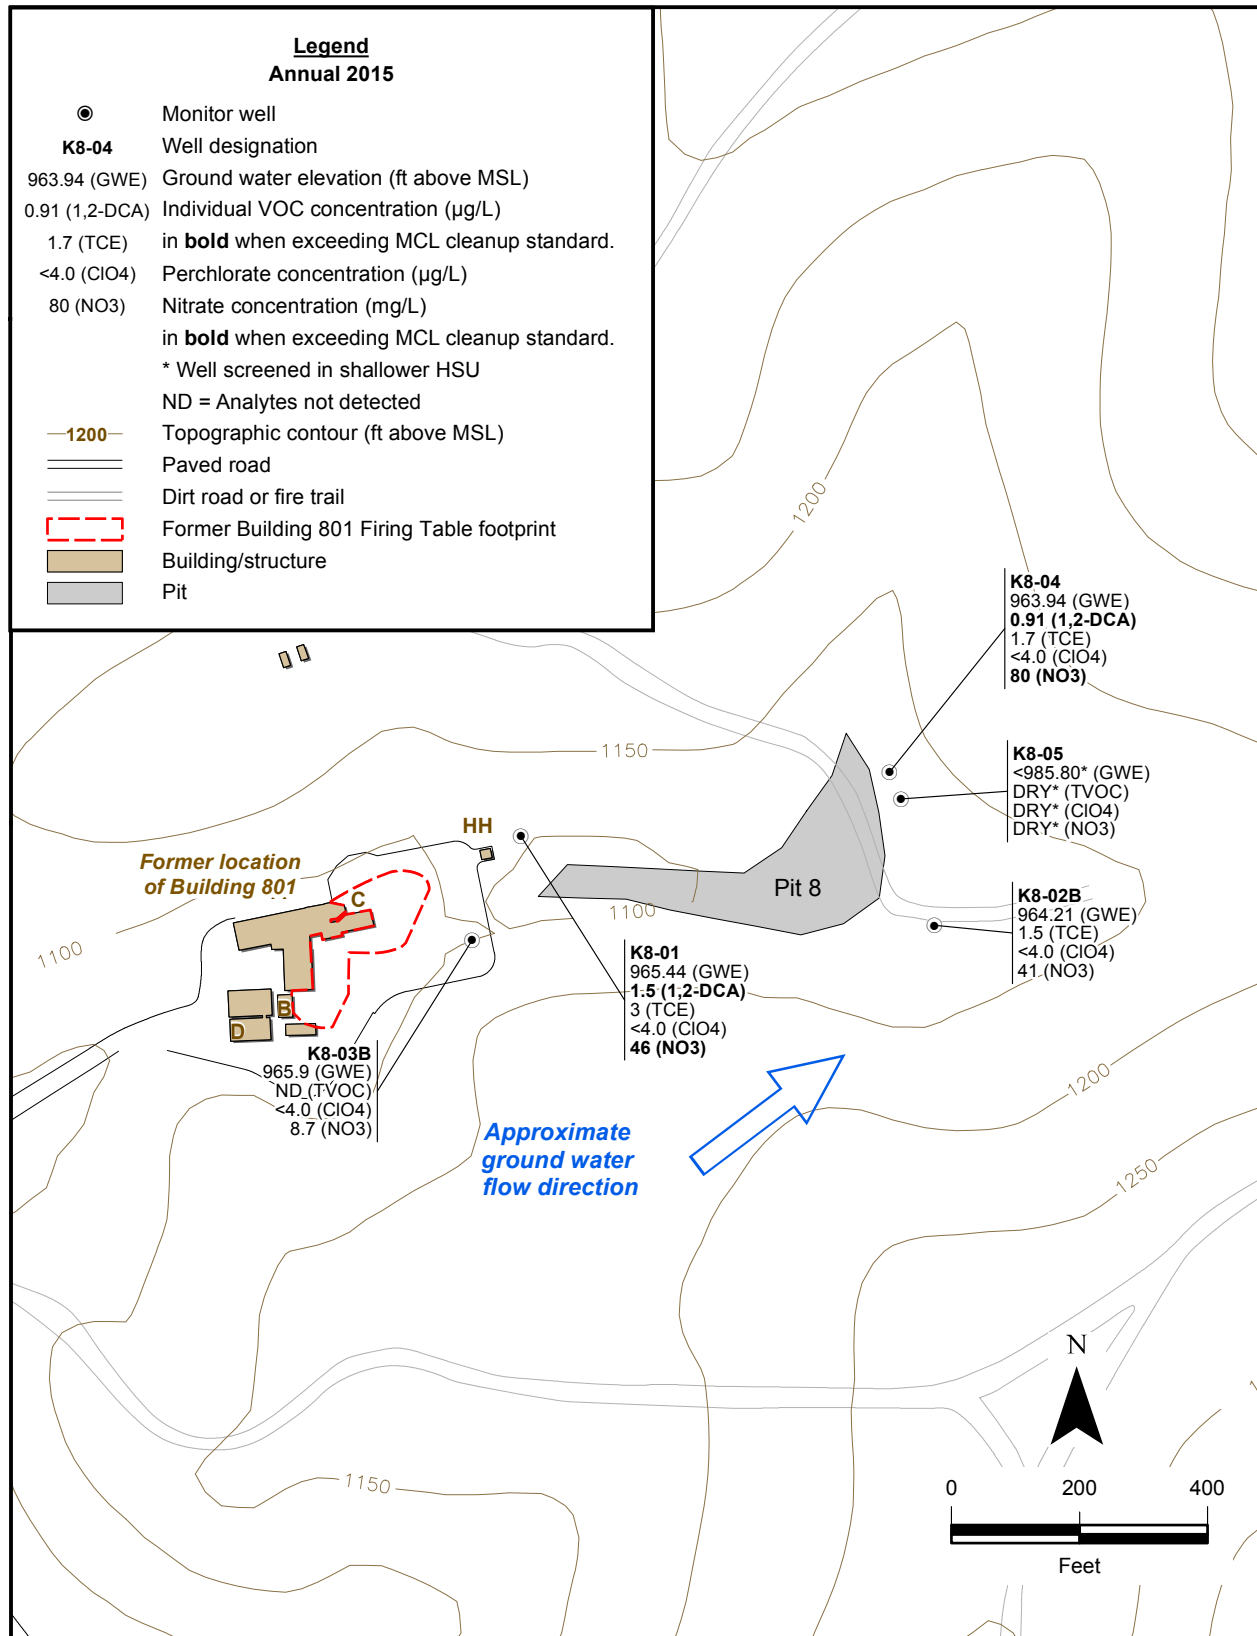 Legend
Annual 2015
Monitor well
K8-04 Well designation
963.94 (GWE) Ground water elevation (ft above MSL)
0.91 (1,2-DCA) Individual VOC concentration (µg/L)
1.7 (TCE) in bold when exceeding MCL cleanup standard.
<4.0 (ClO4) Perchlorate concentration (µg/L)
80 (NO3) Nitrate concentration (mg/L)
in bold when exceeding MCL cleanup standard.
* Well screened in shallower HSU
ND = Analytes not detected
1200 Topographic contour (ft above MSL)
Paved road
Dirt road or fire trail
Former Building 801 Firing Table footprint
Building/structure
Pit
1200
K8-04
963.94 (GWE)
0.91 (1,2-DCA)
1.7 (TCE)
<4.0 (ClO4)
80 (NO3)
1150
K8-05
<985.80* (GWE)
DRY* (TVOC)
DRY* (ClO4)
DRY* (NO3)
HH
Former location
of Building 801
C
Pit 8
1100
K8-02B
964.21 (GWE)
1.5 (TCE)
<4.0 (ClO4)
41 (NO3)
1100
K8-01
965.44 (GWE)
1.5 (1,2-DCA)
3 (TCE)
<4.0 (ClO4)
46 (NO3)
B
D
K8-03B
965.9 (GWE)
ND (TVOC)
<4.0 (ClO4)
8.7 (NO3)
1200
Approximate
ground water
flow direction
1250
N
1150
0 200 400
Feet